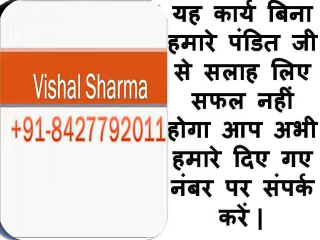 Vishal Sharma
+91-8427792011
यह कार्य बिना
हमारे पंडित जी
से सलाह लिए
सफल नहीं
होगा आप अभी
हमारे दिए गए
नंबर पर संपर्क
करें |